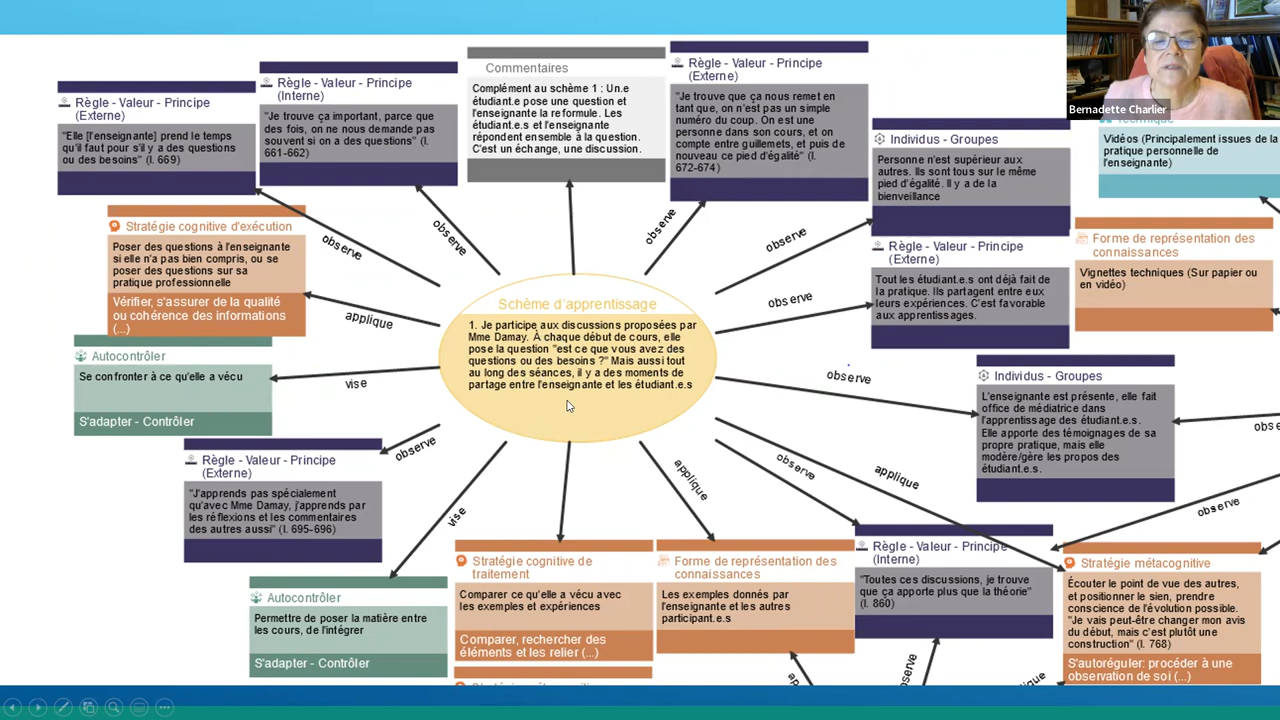 Bernadette Charlier
Règle - Valeur - Principe
(Externe)
"Elle [l'enseignante] prend le temps
qu'il faut pour s'il y a des questions
ou des besoins" (l. 669)
Règle - Valeur - Principe
(Interne)
"Je trouve ça important, parce que
des fois, on ne nous demande pas
souvent si on a des questions" (l.
661-662)
Commentaires
Complément au schème 1 : Un.e
étudiant.e pose une question et
l'enseignante la reformule. Les
étudiant.e.s et l'enseignante
répondent ensemble à la question.
C'est un échange, une discussion.
Règle - Valeur - Principe
(Externe)
"Je trouve que ça nous remet en
tant que, on n'est pas un simple
numéro du coup. On est une
personne dans son cours, et on
compte entre guillemets, et puis de
nouveau ce pied d'égalité" (l.
672-674)
Individus - Groupes
Personne n'est supérieur aux
autres. Ils sont tous sur le même
pied d'égalité. Il y a de la
bienveillance
Technique
Vidéos (Principalement issues de la
pratique personnelle de
l'enseignante)
Stratégie cognitive d'exécution
Poser des questions à l'enseignante
si elle n'a pas bien compris, ou se
poser des questions sur sa
pratique professionnelle
Vérifier, s'assurer de la qualité
ou cohérence des informations
(...)
observe
observe
observe
observe
observe
Règle - Valeur - Principe
(Externe)
Tout les étudiant.e.s ont déjà fait de
la pratique. Ils partagent entre eux
leurs expériences. C'est favorable
aux apprentissages.
Forme de représentation des
connaissances
Vignettes techniques (Sur papier ou
en vidéo)
applique
Schème d'apprentissage
1. Je participe aux discussions proposées par
Mme Damay. À chaque début de cours, elle
pose la question "est ce que vous avez des
questions ou des besoins ?" Mais aussi tout
au long des séances, il y a des moments de
partage entre l'enseignante et les étudiant.e.s
Autocontrôler
Se confronter à ce qu'elle a vécu
S'adapter - Contrôler
vise
observe
Individus - Groupes
L'enseignante est présente, elle fait
office de médiatrice dans
l'apprentissage des étudiant.e.s.
Elle apporte des témoignages de sa
propre pratique, mais elle
modère/gère les propos des
étudiant.e.s.
obse
observe
Règle - Valeur - Principe
(Externe)
"J'apprends pas spécialement
qu'avec Mme Damay, j'apprends par
les réflexions et les commentaires
des autres aussi" (l. 695-696)
vise
applique
observe
applique
observe
Autocontrôler
Permettre de poser la matière entre
les cours, de l'intégrer
S'adapter - Contrôler
Stratégie cognitive de
traitement
Comparer ce qu'elle a vécu avec
les exemples et expériences
Comparer, rechercher des
éléments et les relier (...)
Forme de représentation des
connaissances
Les exemples donnés par
l'enseignante et les autres
participant.e.s
Règle - Valeur - Principe
(Interne)
"Toutes ces discussions, je trouve
que ça apporte plus que la théorie"
(l. 860)
Stratégie métacognitive
Écouter le point de vue des autres,
et positionner le sien, prendre
conscience de l'évolution possible.
"Je vais peut-être changer mon avis
du début, mais c'est plutôt une
construction" (l. 768)
S'autoréguler: procéder à une
observation de soi (...)